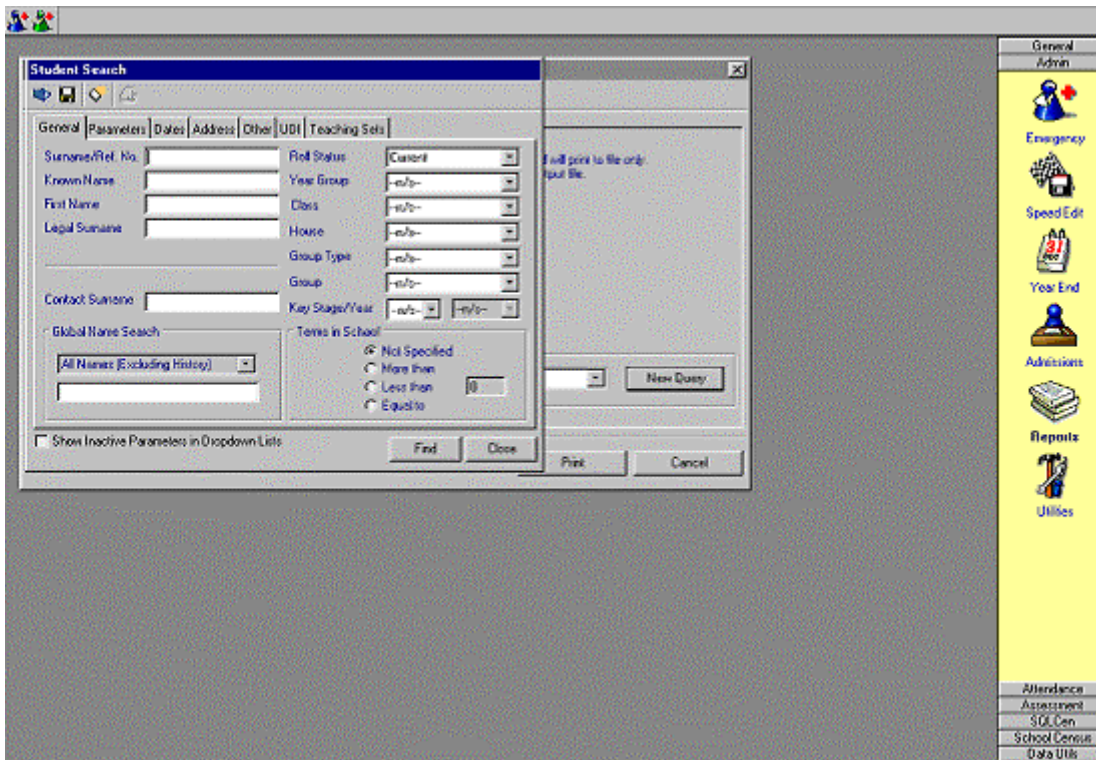 General
Admin
Student Search
General Parameters Dates Address Other UDI Teaching Sets
Surname/Ref. No. Roll Status Current
will print to file only.
Known Name Year Group --n/s--
put file.
First Name Class --n/s--
Legal Surname House --n/s--
Group Type --n/s--
Group --n/s--
Contact Surname Key Stage/Year --n/s-- --n/s--
Global Name Search Terms in School
All Names (Excluding History) Not Specified
More than
Less than 0
Equal to
New Query
Show Inactive Parameters in Dropdown Lists
Find Close
Print Cancel
Emergency
Speed Edit
31
Year End
Admissions
Reports
Utilities
Attendance
Assessment
SQLCen
School Census
Data Utils